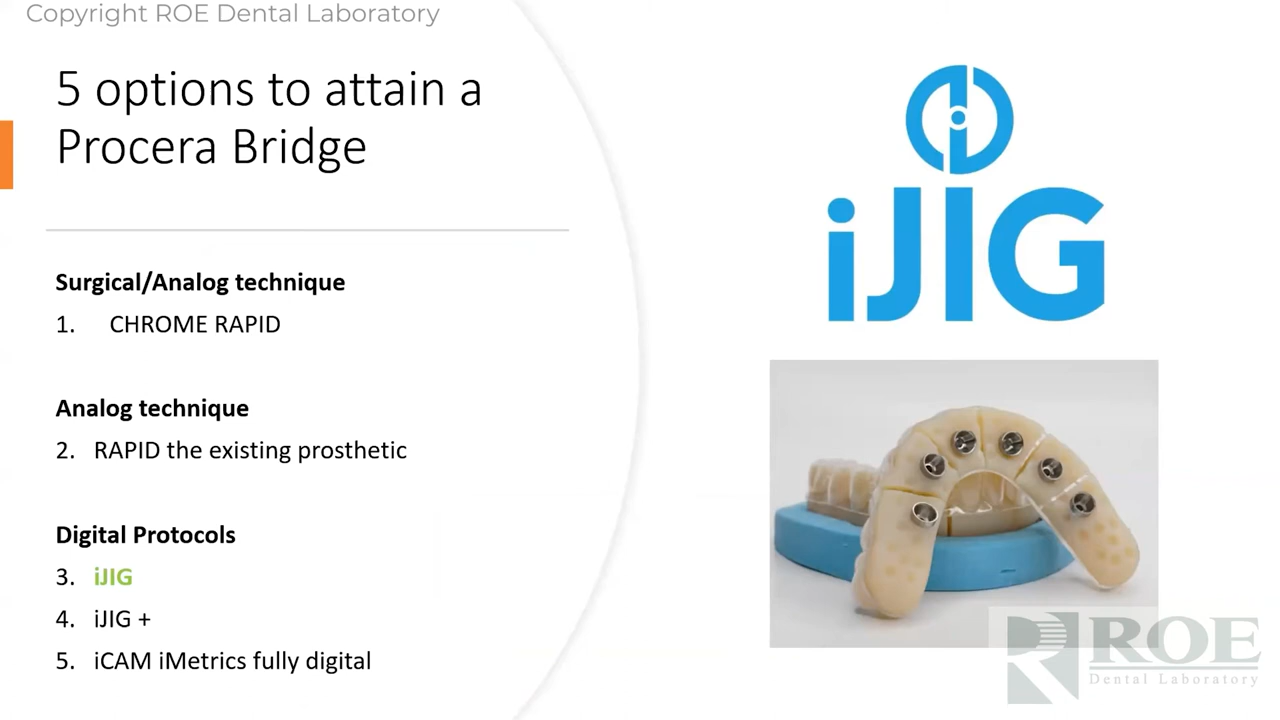 Copyright ROE Dental Laboratory
5 options to attain a
Procera Bridge
Surgical/Analog technique
1. CHROME RAPID
Analog technique
2. RAPID the existing prosthetic
Digital Protocols
3. iJIG
4. iJIG +
5. iCAM iMetrics fully digital
iJIG
ROE
Dental Laboratory